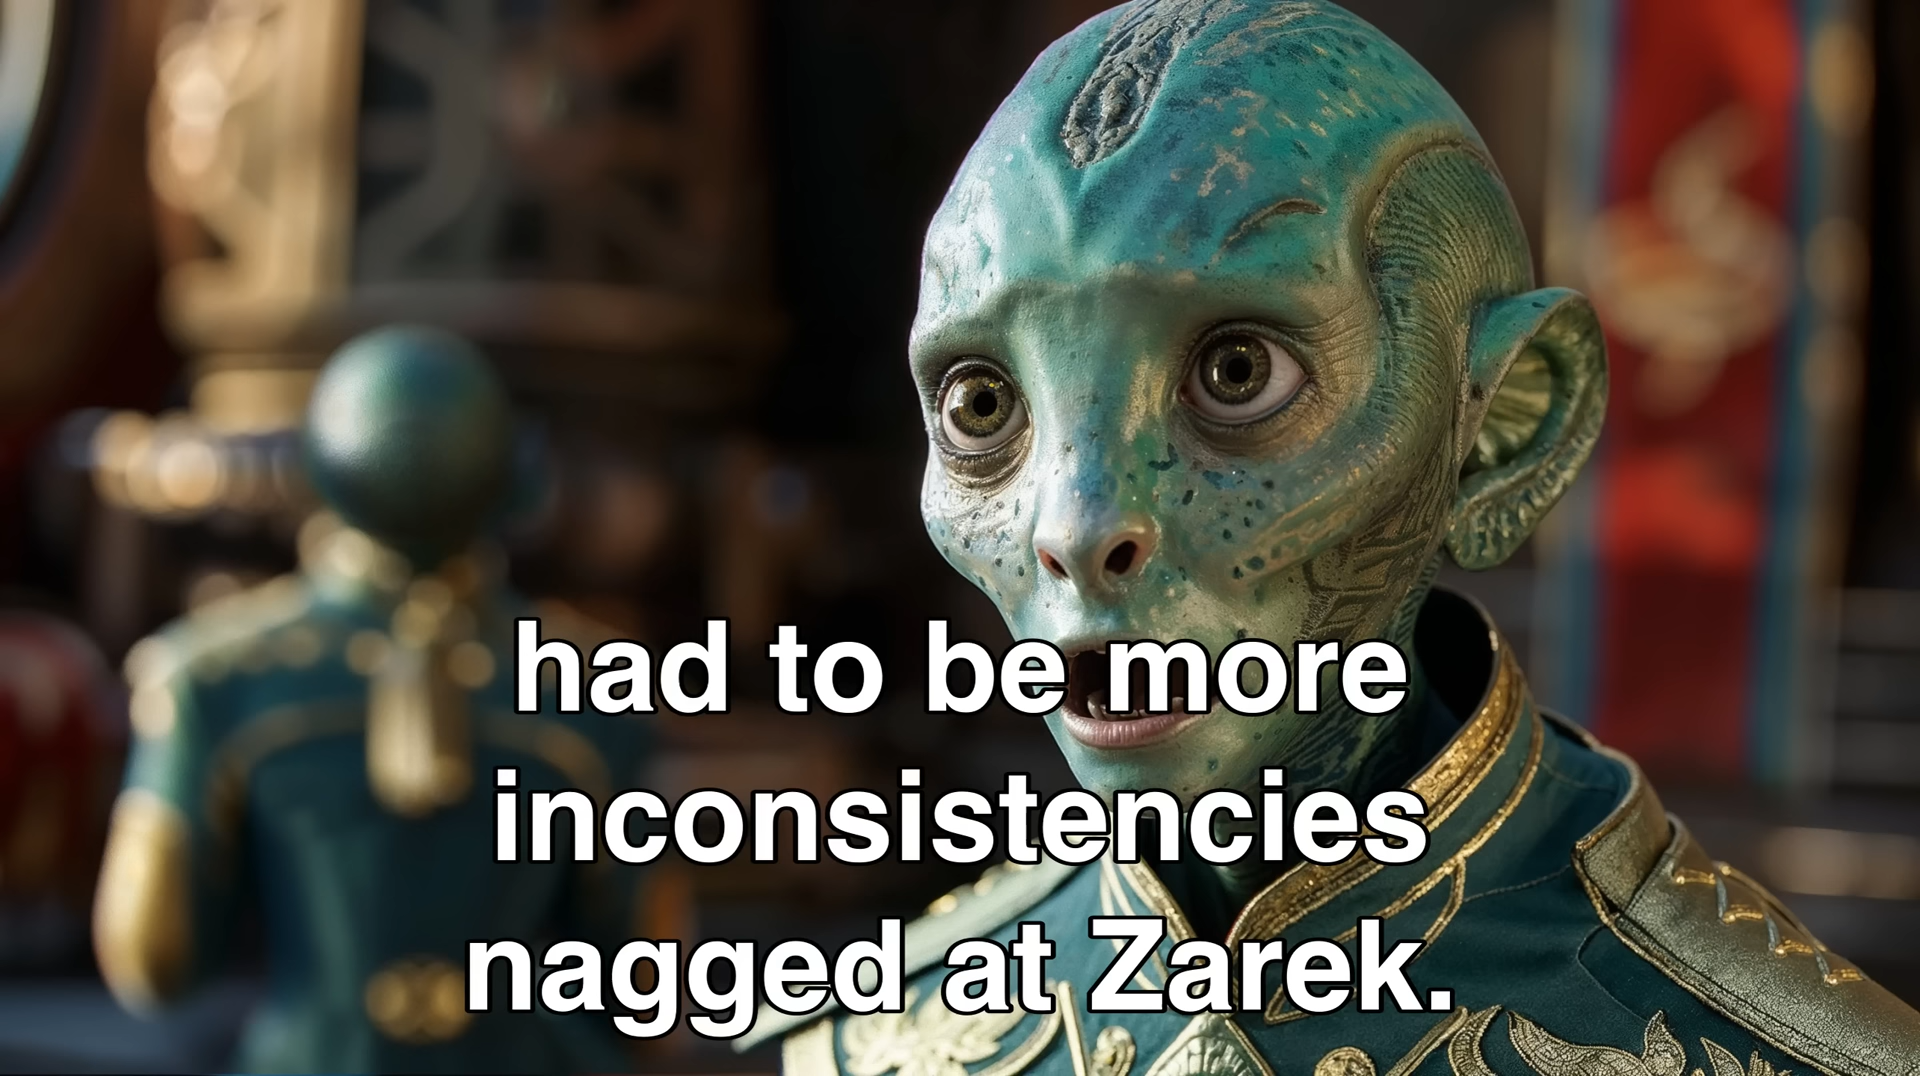 had to be more
inconsistencies
nagged at Zarek.